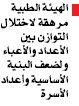 الهيئة الطبية
مرهقة لاختلال
التوازن بين
الأعداد والأعباء
ولضعف البنية
الأساسية وأعداد
الأسرة